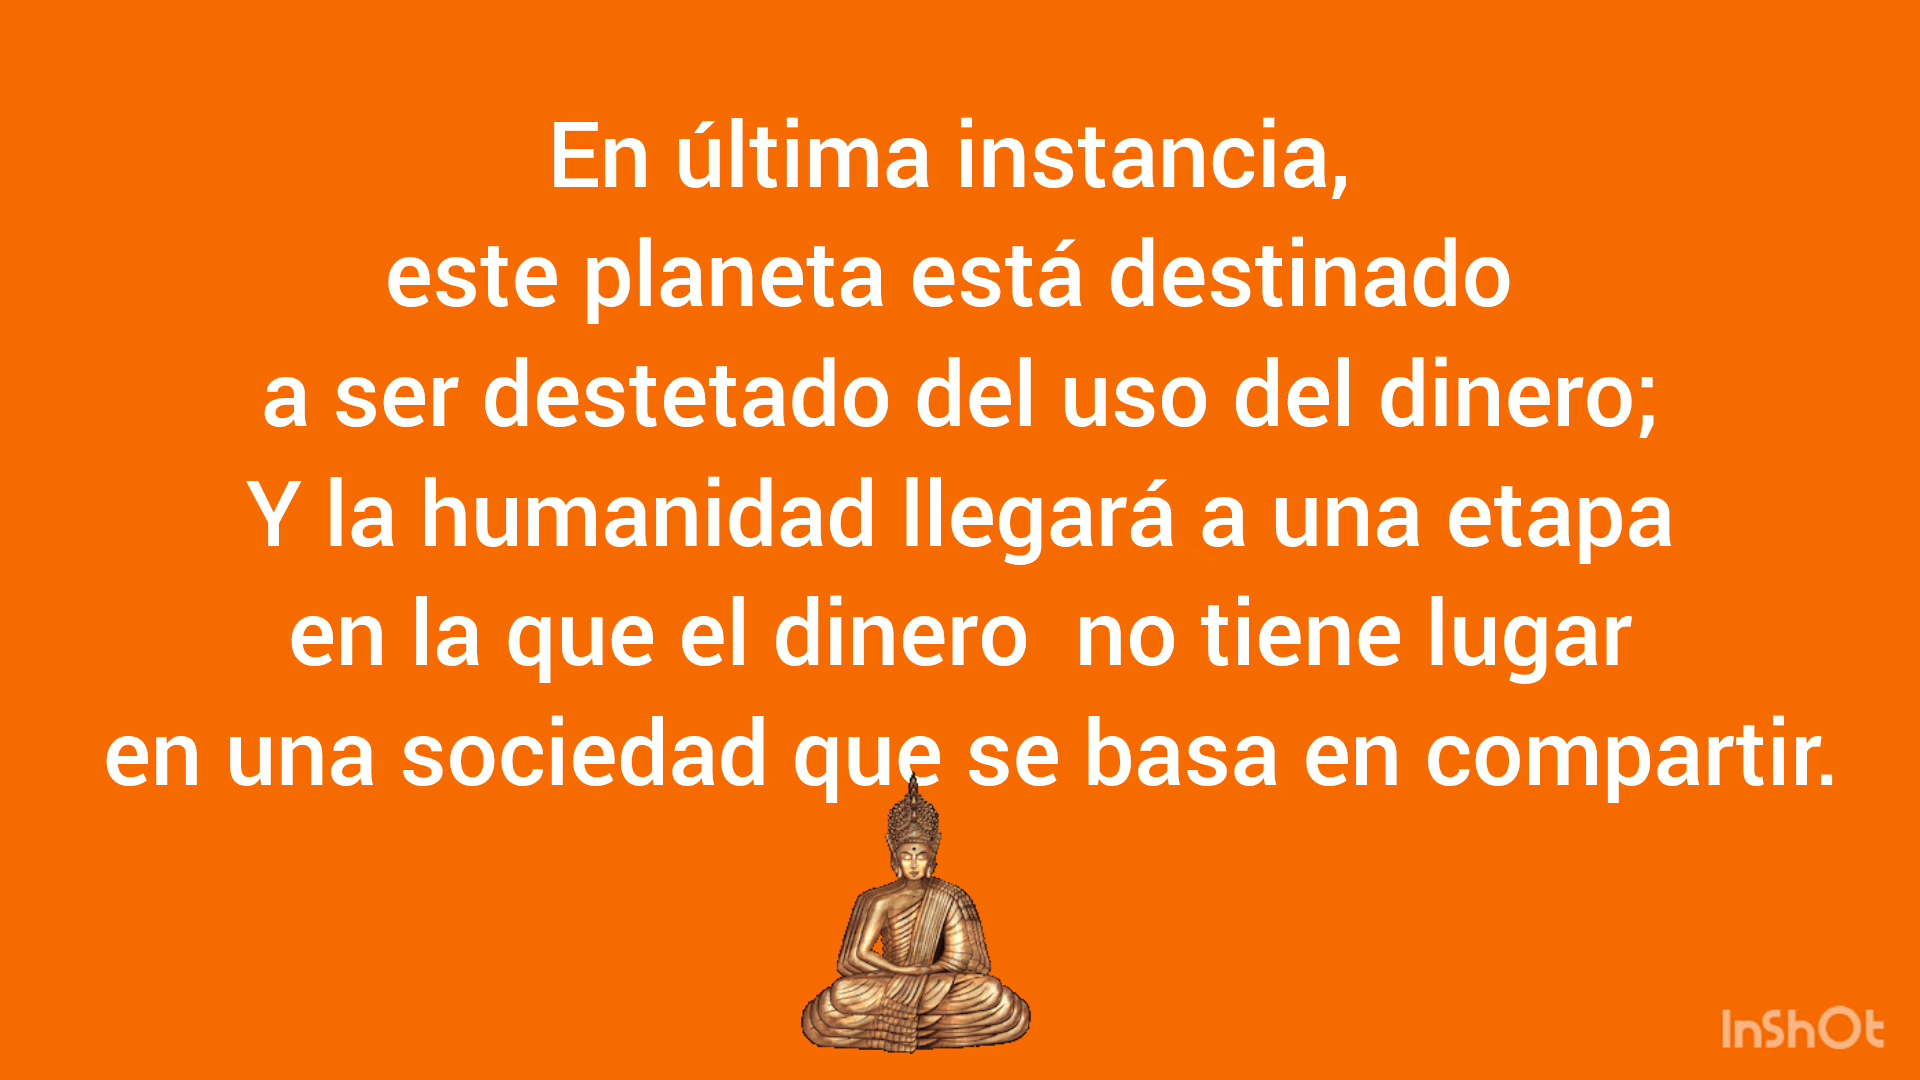 En última instancia,
este planeta está destinado
a ser destetado del uso del dinero;
Y la humanidad llegará a una etapa
en la que el dinero  no tiene lugar
en una sociedad que se basa en compartir.
InShOt